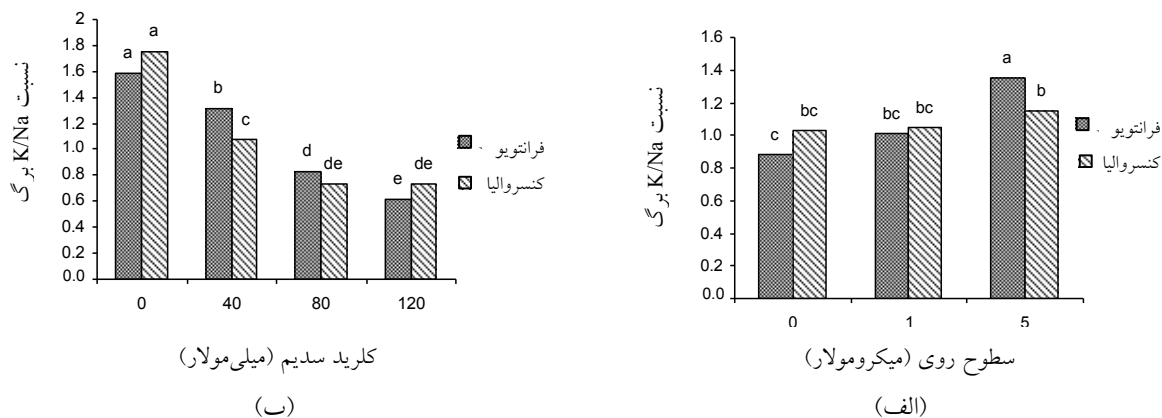 نسبت K/Na برگ
1.6
1.4
1.2
1.0
0.8
0.6
0.4
0.2
0.0
c
bc
bc
bc
a
b
0 1 5
سطوح روی (میکرومولار)
(الف)
فرانتویو
کنسروالیا
نسبت K/Na برگ
2
1.8
1.6
1.4
1.2
1.0
0.8
0.6
0.4
0.2
0.0
a
a
b
c
d
de
e
de
0 40 80 120
کلرید سدیم (میلی‌مولار)
(ب)
فرانتویو
کنسروالیا